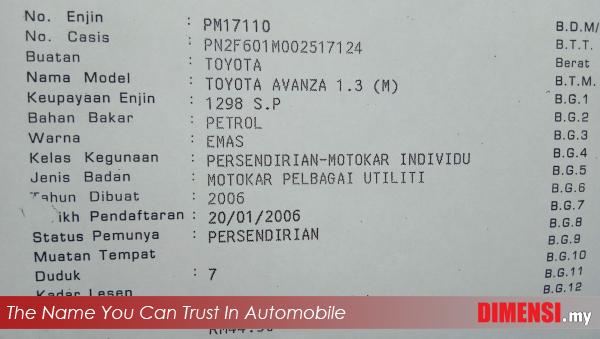 No. Enjin : PM17110 B.D.M/
No. Casis : PN2F601M002517124 B.T.T.
Buatan : TOYOTA Berat
Nama Model : TOYOTA AVANZA 1.3 (M) B.T.M.
Keupayaan Enjin : 1298 S.P B.G.1
Bahan Bakar : PETROL B.G.2
Warna : EMAS B.G.3
Kelas Kegunaan : PERSENDIRIAN-MOTOKAR INDIVIDU B.G.4
Jenis Badan : MOTOKAR PELBAGAI UTILITI B.G.5
Tahun Dibuat : 2006 B.G.6
ikh Pendaftaran : 20/01/2006 B.G.7
Status Pemunya : PERSENDIRIAN B.G.8
Muatan Tempat B.G.9
Duduk : 7 B.G.10
B.G.11
Kadar Lesen B.G.12
The Name You Can Trust In Automobile DIMENSI.my